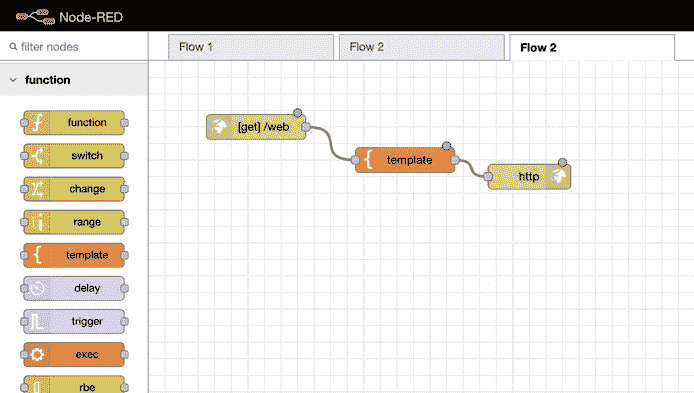 Node-RED
filter nodes
Flow 1
Flow 2
Flow 2
function
function
switch
change
range
template
delay
trigger
exec
rbe
[get] /web
template
http